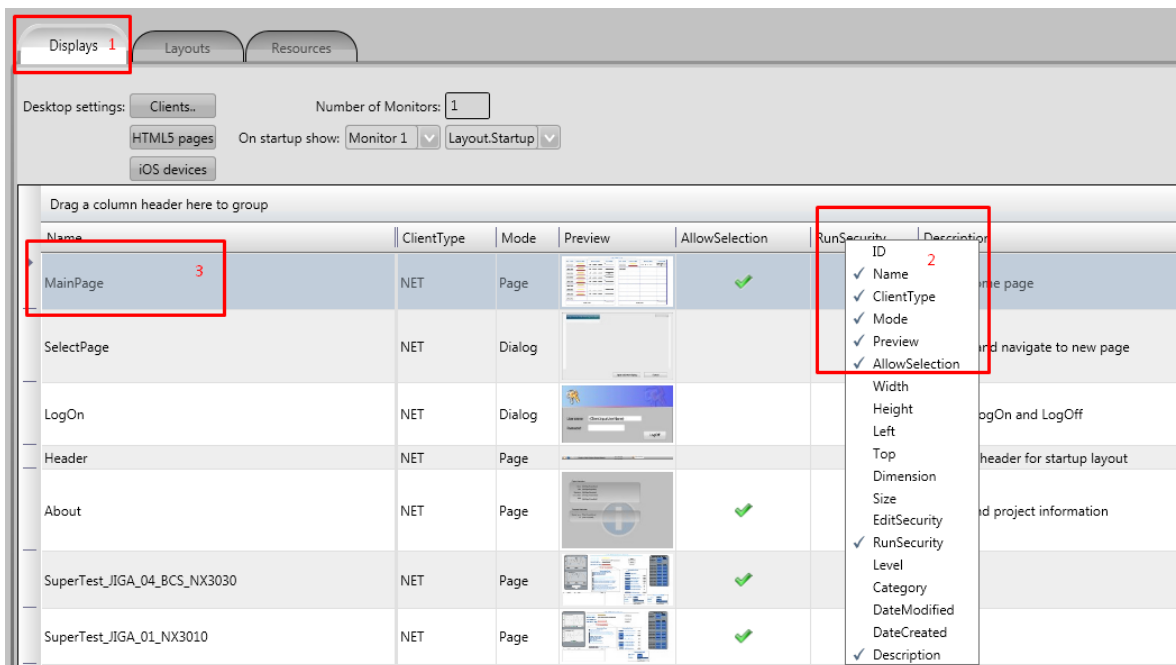 Displays 1 Layouts Resources
Desktop settings: Clients.. Number of Monitors: 1
HTML5 pages On startup show: Monitor 1 Layout.Startup
iOS devices
Drag a column header here to group
Name ClientType Mode Preview AllowSelection RunSecurity Description
MainPage 3 NET Page ome page
SelectPage NET Dialog nd navigate to new page
LogOn NET Dialog ogOn and LogOff
Header NET Page header for startup layout
About NET Page nd project information
SuperTest_JIGA_04_BCS_NX3030 NET Page
SuperTest_JIGA_01_NX3010 NET Page
ID 2
Name
ClientType
Mode
Preview
AllowSelection
Width
Height
Left
Top
Dimension
Size
EditSecurity
RunSecurity
Level
Category
DateModified
DateCreated
Description